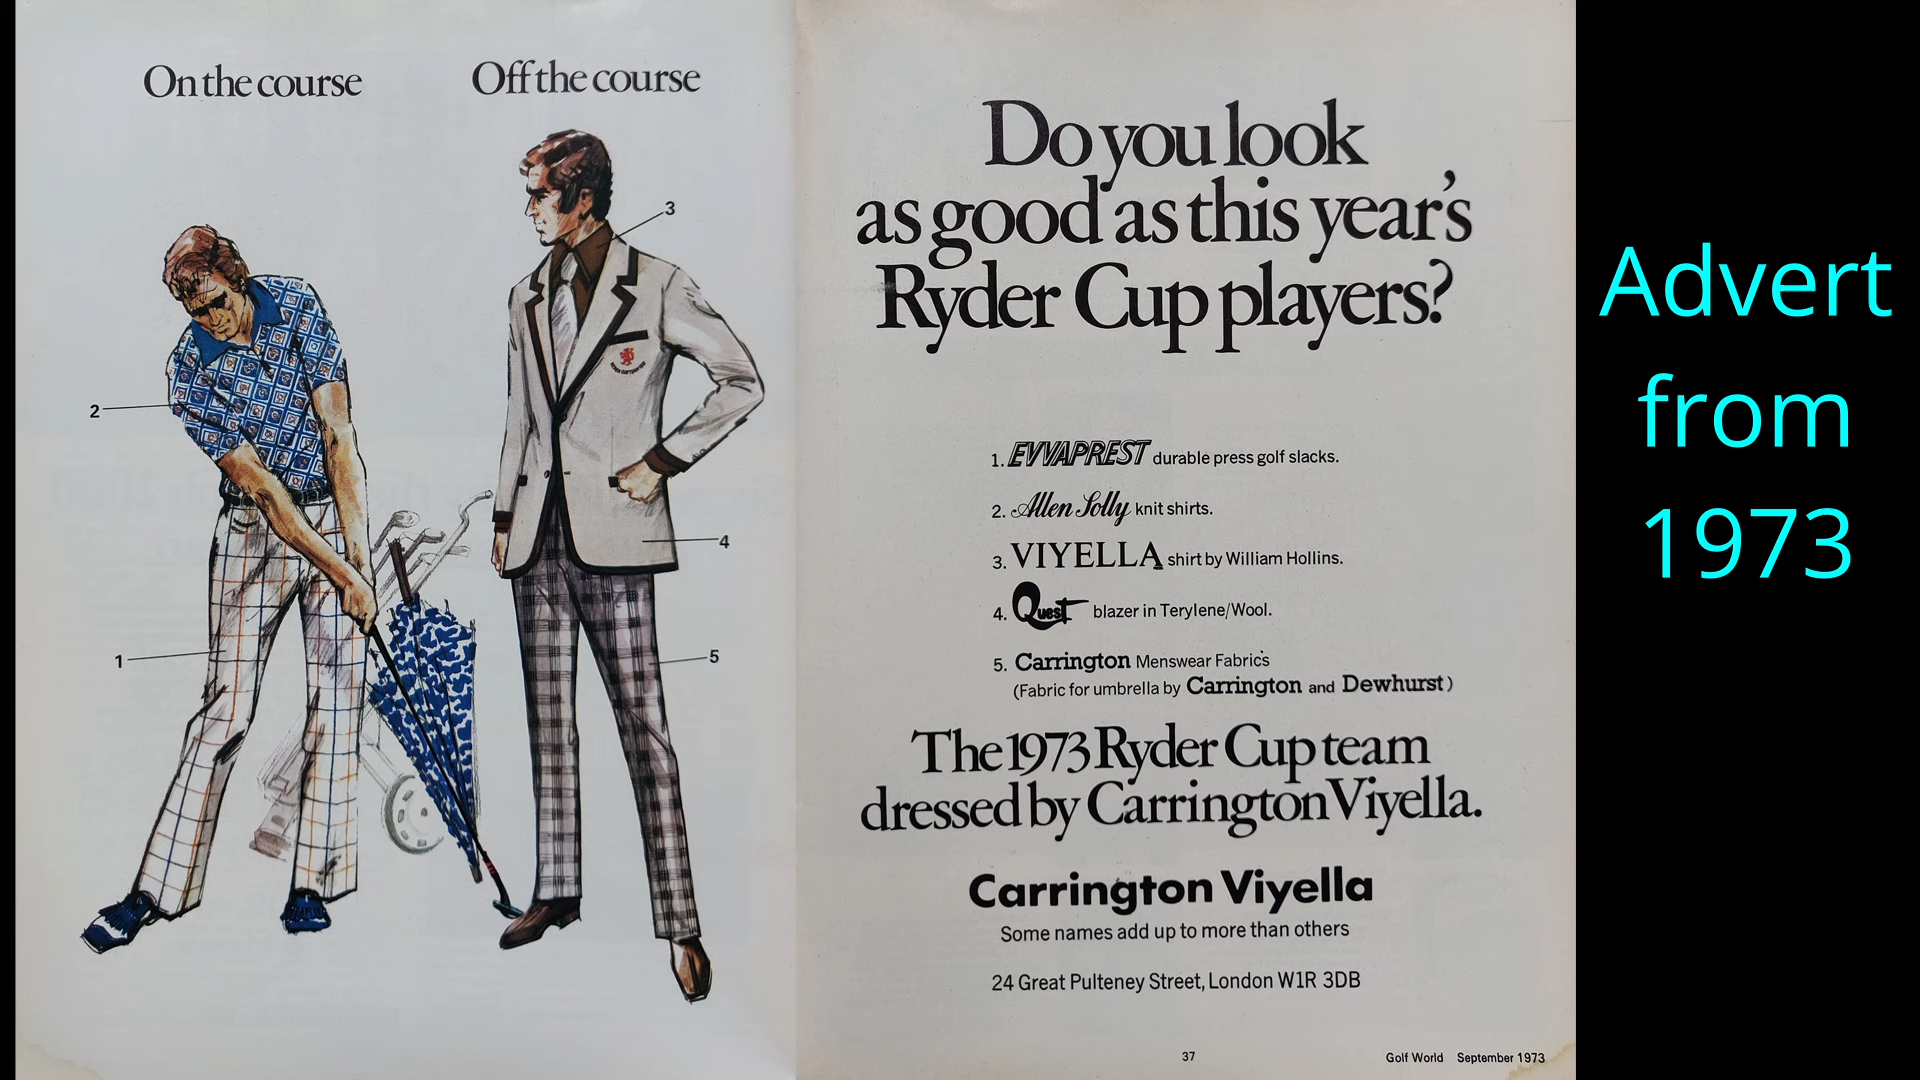 On the course
Off the course
3
2
4
1
5
Do you look
as good as this year's
Ryder Cup players?
1. EVVAPREST durable press golf slacks.
2. Allen Solly knit shirts.
3. VIYELLA shirt by William Hollins.
4. Quest blazer in Terylene/Wool.
5. Carrington Menswear Fabrics
(Fabric for umbrella by Carrington and Dewhurst)
The 1973 Ryder Cup team
dressed by Carrington Viyella.
Carrington Viyella
Some names add up to more than others
24 Great Pulteney Street, London W1R 3DB
37
Golf World September 1973
Advert
from
1973